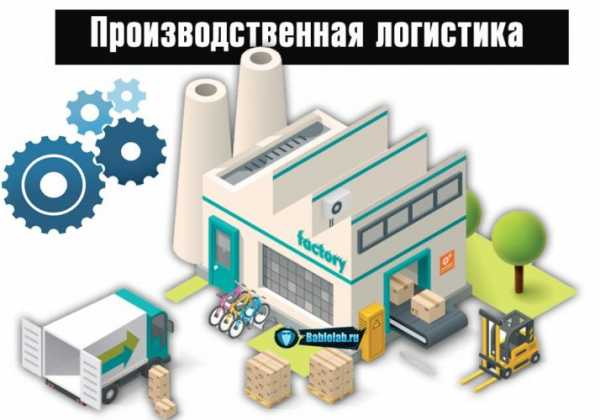 Производственная логистика
factory
Bablolab.ru